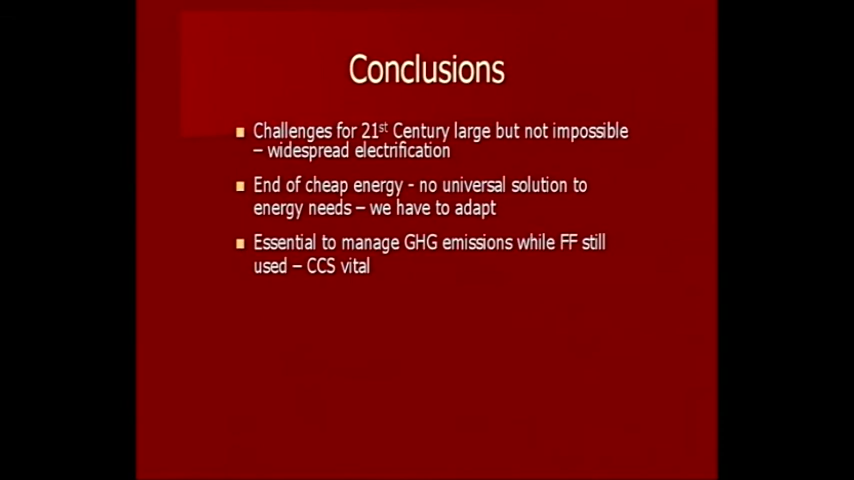 Conclusions
Challenges for 21st Century large but not impossible
– widespread electrification
End of cheap energy - no universal solution to
energy needs – we have to adapt
Essential to manage GHG emissions while FF still
used – CCS vital